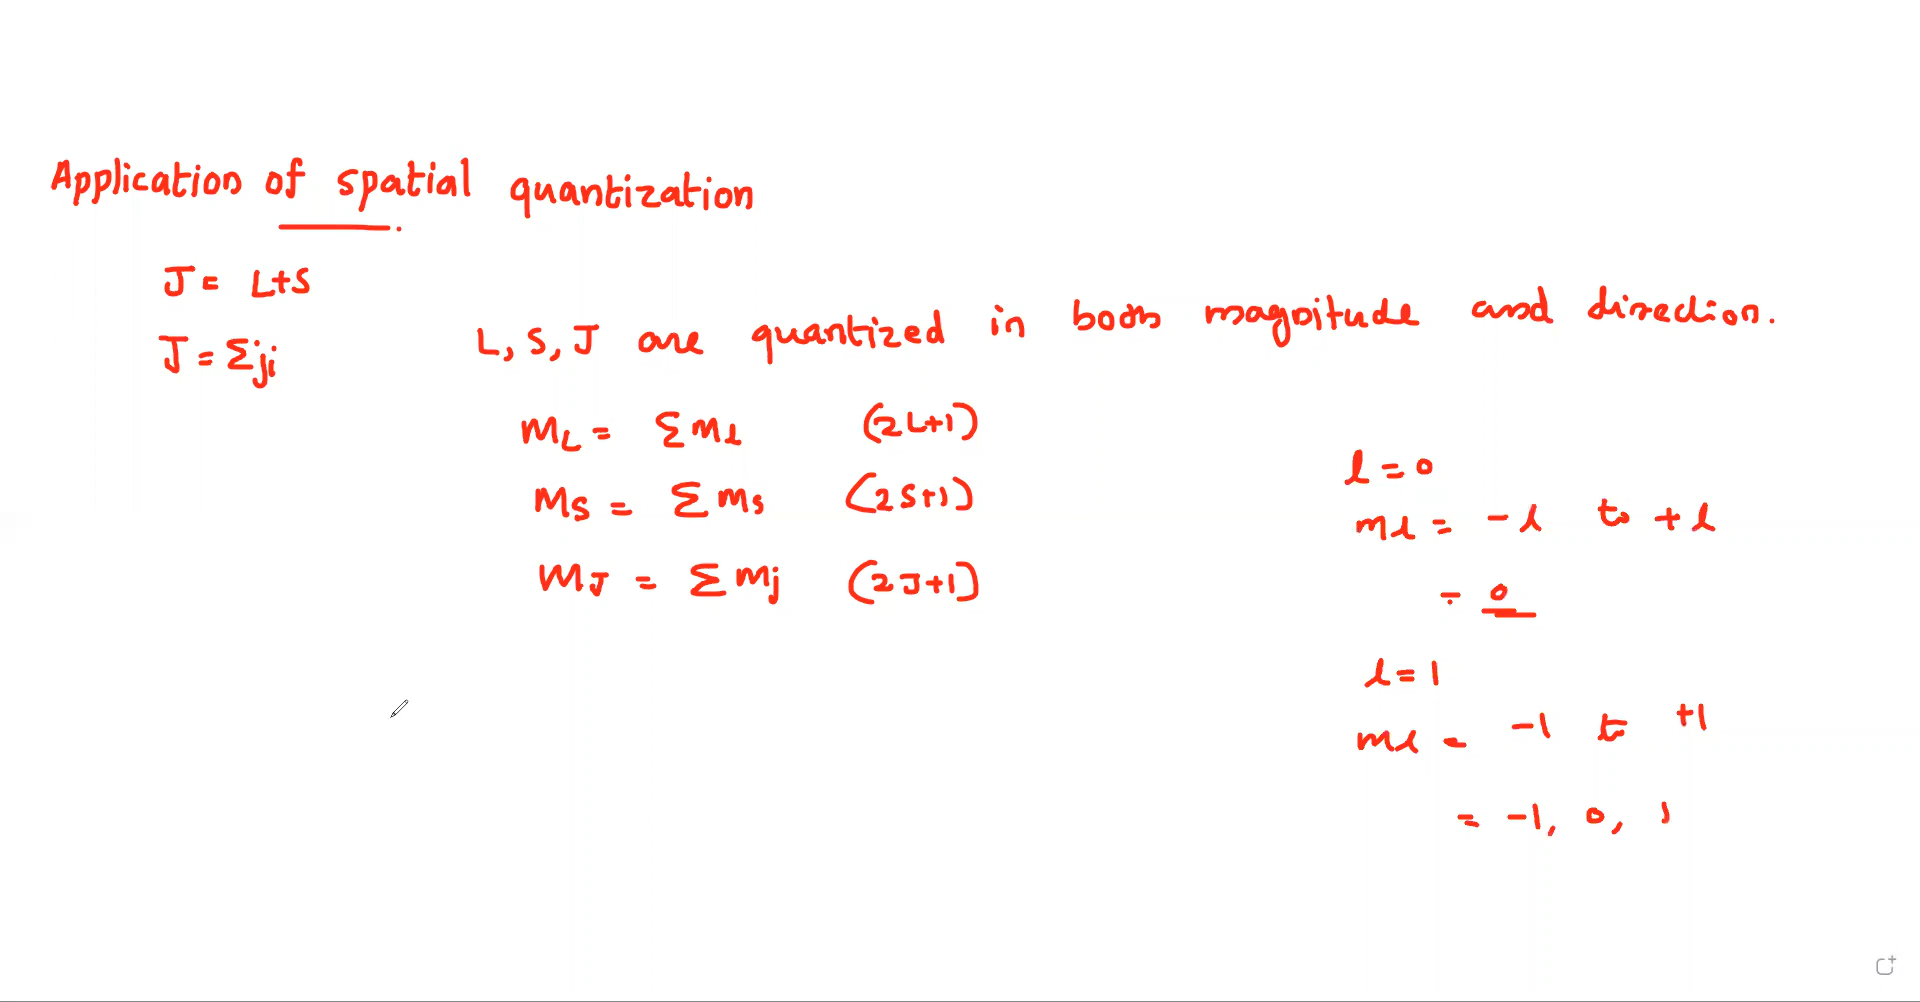 Application of spatial quantization
J = L+S
J = Σji
L, S, J are quantized in both magnitude and direction.
ML = Σml (2L+1)
MS = Σms (2S+1)
MJ = Σmj (2J+1)
l = 0
ml = -l to +l
= 0
l = 1
ml = -1 to +1
= -1, 0, 1